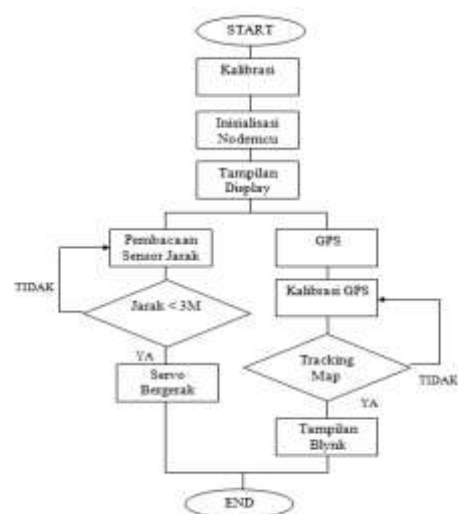 START
Kalibrasi
Inisialisasi
Nodemcu
Tampilan
Display
Pembacaan
Sensor Jarak
GPS
TIDAK
Jarak < 3M
Kalibrasi GPS
YA
Servo
Bergerak
Tracking
Map
TIDAK
YA
Tampilan
Blynk
END